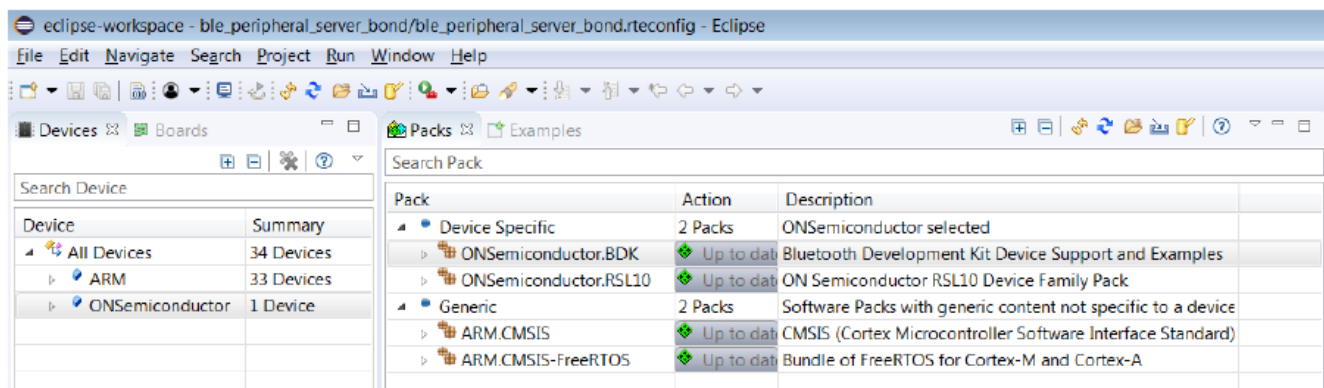 eclipse-workspace - ble_peripheral_server_bond/ble_peripheral_server_bond.rteconfig - Eclipse
File Edit Navigate Search Project Run Window Help
Devices Boards
Search Device
Device Summary
All Devices 34 Devices
ARM 33 Devices
ONSemiconductor 1 Device
Packs Examples
Search Pack
Pack Action Description
Device Specific 2 Packs ONSemiconductor selected
ONSemiconductor.BDK Up to dat Bluetooth Development Kit Device Support and Examples
ONSemiconductor.RSL10 Up to dat ON Semiconductor RSL10 Device Family Pack
Generic 2 Packs Software Packs with generic content not specific to a device
ARM.CMSIS Up to dat CMSIS (Cortex Microcontroller Software Interface Standard)
ARM.CMSIS-FreeRTOS Up to dat Bundle of FreeRTOS for Cortex-M and Cortex-A